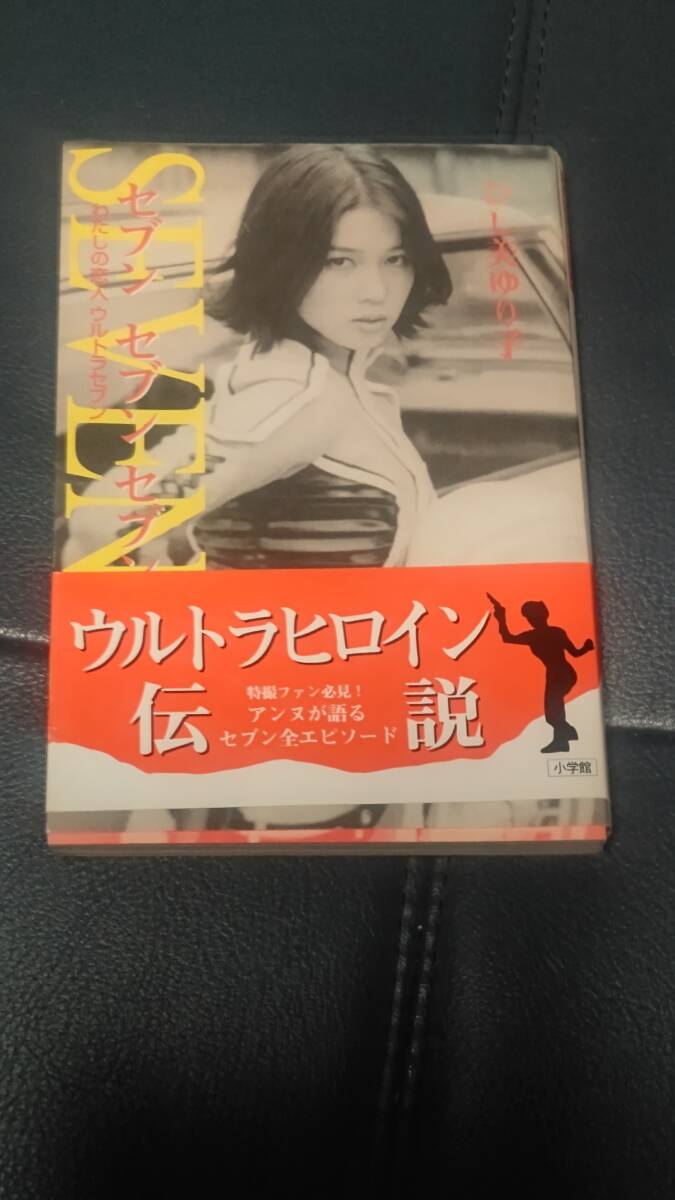 SEVEN
セブン セブン セブン
わたしの恋人 ウルトラセブン
ひし美ゆり子
ウルトラヒロイン
伝説
特撮ファン必見！
アンヌが語る
セブン全エピソード
小学館